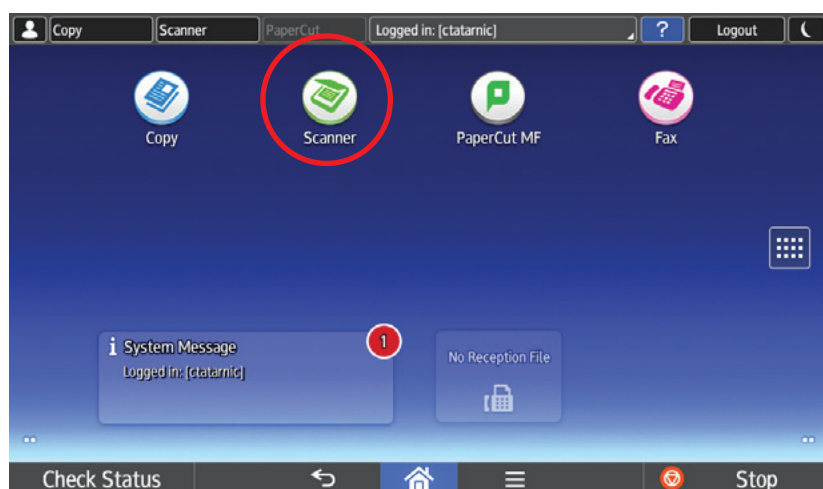 Copy
Scanner
PaperCut
Logged in: [ctatarnic]
?
Logout
Copy
Scanner
PaperCut MF
Fax
i System Message
1
Logged in: [ctatarnic]
No Reception File
Check Status
Stop